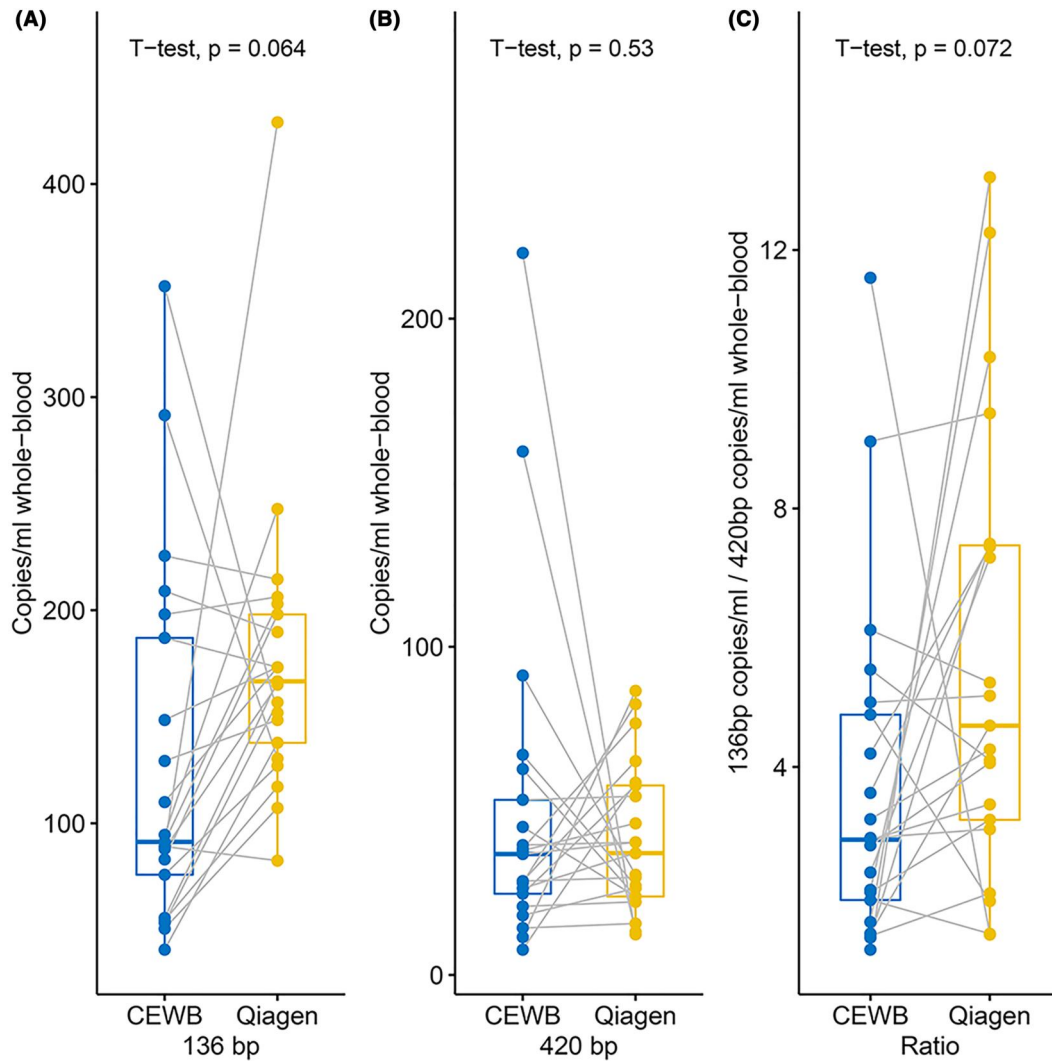 (A)
T−test, p = 0.064
Copies/ml whole−blood
400
300
200
100
CEWB
Qiagen
136 bp
(B)
T−test, p = 0.53
Copies/ml whole−blood
200
100
0
CEWB
Qiagen
420 bp
(C)
T−test, p = 0.072
136bp copies/ml / 420bp copies/ml whole−blood
12
8
4
CEWB
Qiagen
Ratio